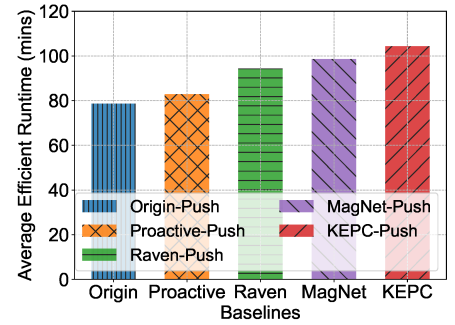 Average Efficient Runtime (mins)
120
100
80
60
40
20
0
Origin-Push
Proactive-Push
Raven-Push
MagNet-Push
KEPC-Push
Origin Proactive Raven MagNet KEPC
Baselines